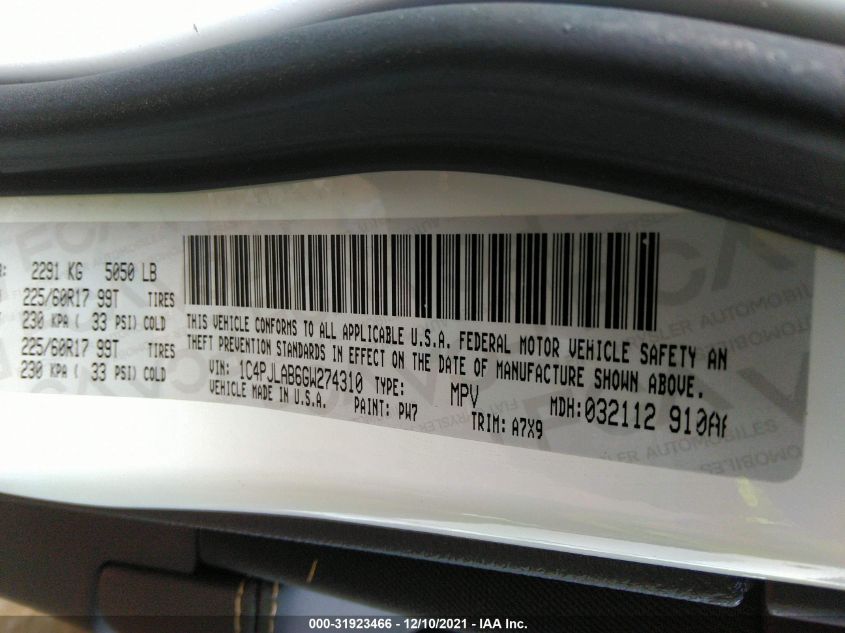 2291 KG 5050 LB
225/60R17 99T TIRES
230 KPA ( 33 PSI) COLD
225/60R17 99T TIRES
230 KPA ( 33 PSI) COLD
THIS VEHICLE CONFORMS TO ALL APPLICABLE U.S.A. FEDERAL MOTOR VEHICLE SAFETY AN
THEFT PREVENTION STANDARDS IN EFFECT ON THE DATE OF MANUFACTURE SHOWN ABOVE.
VIN: 1C4PJLAB6GW274310 TYPE: MPV MDH:032112 910A
VEHICLE MADE IN U.S.A. PAINT: PW7 TRIM: A7X9
000-31923466 - 12/10/2021 - IAA Inc.